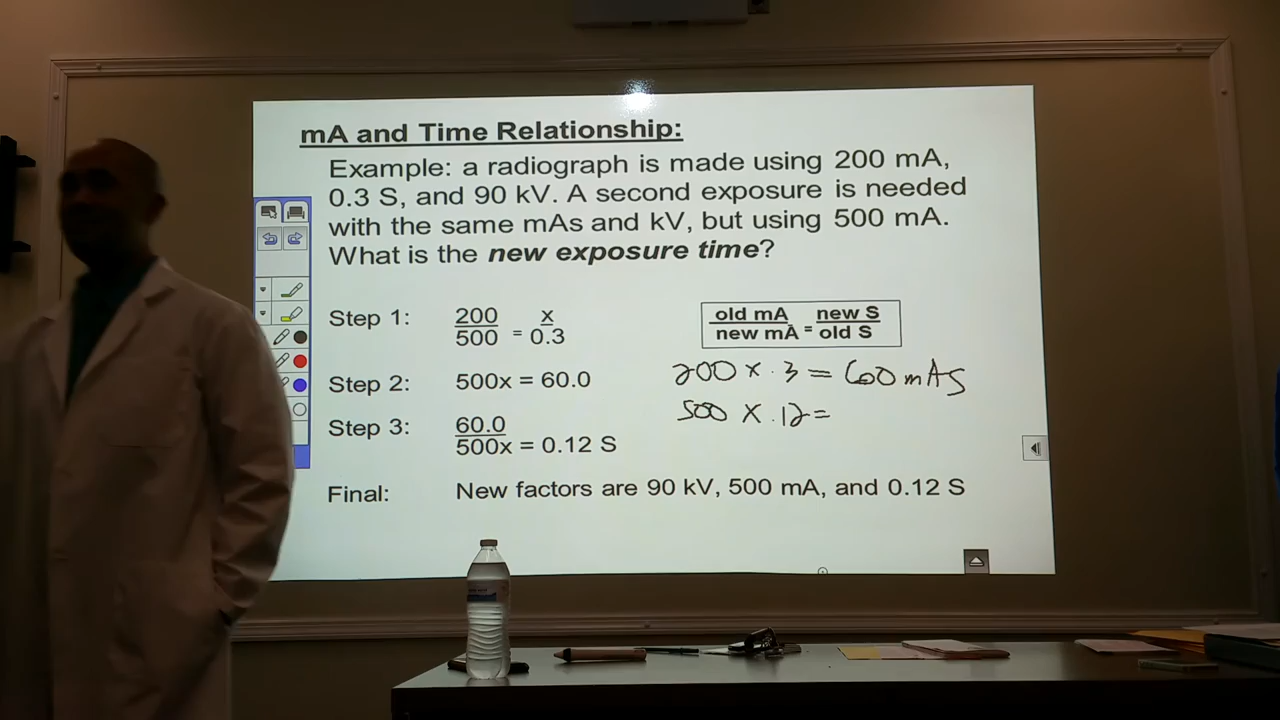 mA and Time Relationship:
Example: a radiograph is made using 200 mA,
0.3 S, and 90 kV. A second exposure is needed
with the same mAs and kV, but using 500 mA.
What is the new exposure time?
Step 1: 200 / 500 = x / 0.3
old mA / new mA = new S / old S
200 x .3 = 60 mAS
Step 2: 500x = 60.0
500 x .12 =
Step 3: 60.0 / 500x = 0.12 S
Final: New factors are 90 kV, 500 mA, and 0.12 S